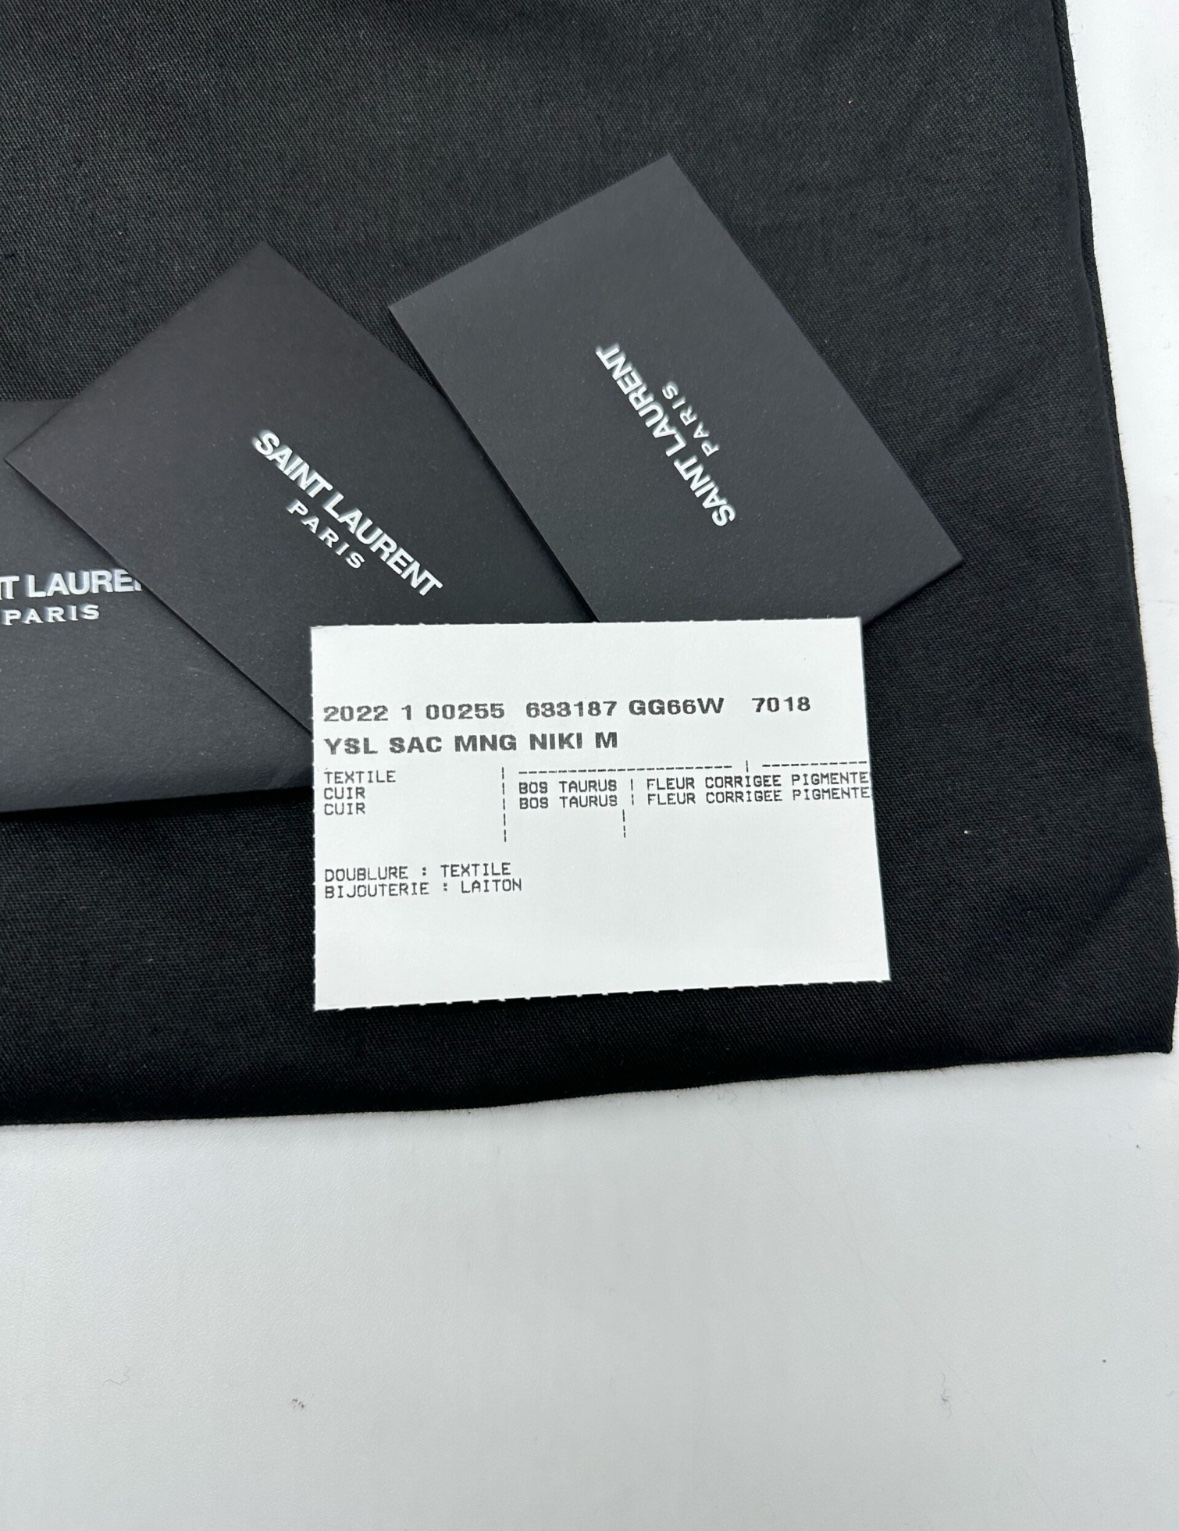 SAINT LAURENT
PARIS
SAINT LAURENT
PARIS
NT LAUREN
PARIS
2022 1 00255 633187 GG66W 7018
YSL SAC MNG NIKI M
TEXTILE
CUIR | BOS TAURUS | FLEUR CORRIGEE PIGMENTE
CUIR | BOS TAURUS | FLEUR CORRIGEE PIGMENTE
DOUBLURE : TEXTILE
BIJOUTERIE : LAITON